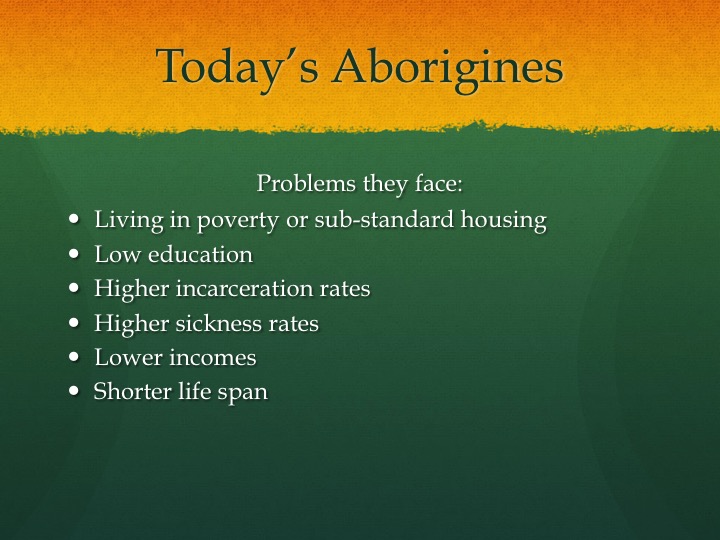 Today’s Aborigines
Problems they face:
• Living in poverty or sub-standard housing
• Low education
• Higher incarceration rates
• Higher sickness rates
• Lower incomes
• Shorter life span